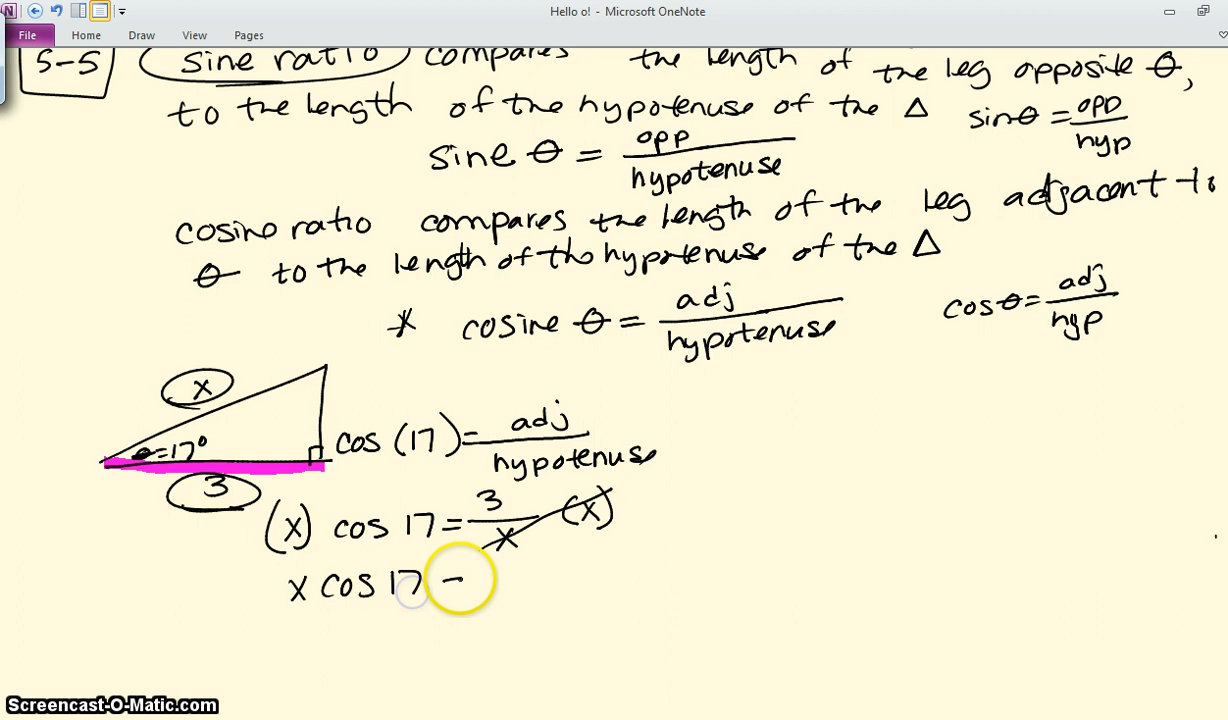 Hello o! - Microsoft OneNote
File Home Draw View Pages
5-5 sine ratio compares the length of the leg opposite θ,
to the length of the hypotenuse of the Δ sinθ = opp/hyp
sine θ = opp/hypotenuse
cosine ratio compares the length of the leg adjacent to
θ to the length of the hypotenuse of the Δ
* cosine θ = adj/hypotenuse cos θ = adj/hyp
x
θ=17° cos (17) = adj/hypotenuse
3
(x) cos 17 = 3/x (x)
x cos 17 -
Screencast-O-Matic.com